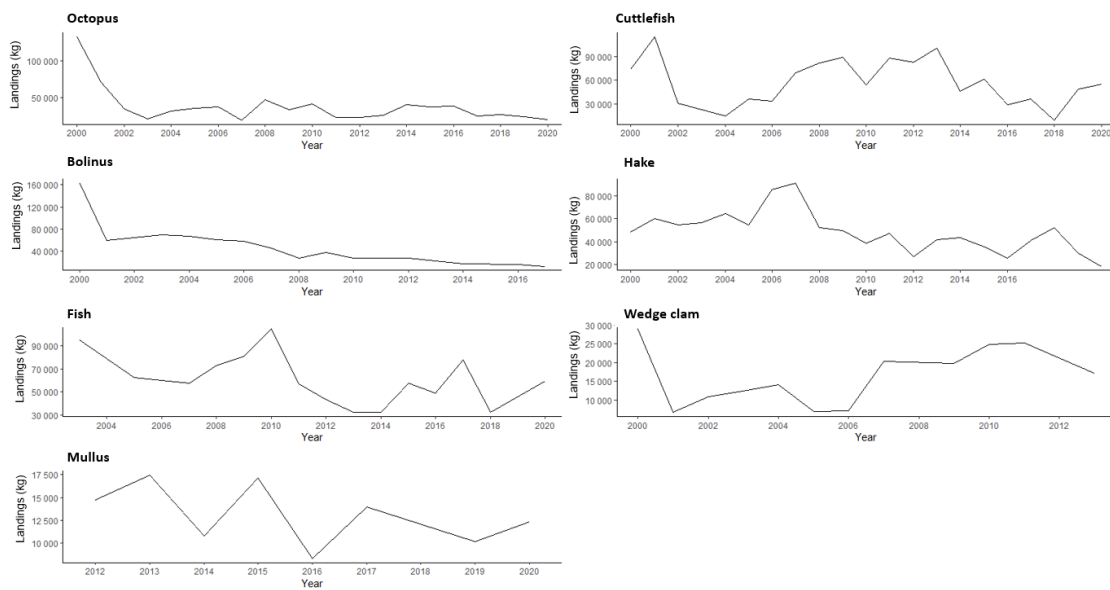 Octopus
Landings (kg)
100 000
50 000
2000 2002 2004 2006 2008 2010 2012 2014 2016 2018 2020
Year
Cuttlefish
Landings (kg)
90 000
60 000
30 000
2000 2002 2004 2006 2008 2010 2012 2014 2016 2018 2020
Year
Bolinus
Landings (kg)
160 000
120 000
80 000
40 000
2000 2002 2004 2006 2008 2010 2012 2014 2016
Year
Hake
Landings (kg)
80 000
60 000
40 000
20 000
2000 2002 2004 2006 2008 2010 2012 2014 2016
Year
Fish
Landings (kg)
90 000
70 000
50 000
30 000
2004 2006 2008 2010 2012 2014 2016 2018 2020
Year
Wedge clam
Landings (kg)
30 000
25 000
20 000
15 000
10 000
2000 2002 2004 2006 2008 2010 2012
Year
Mullus
Landings (kg)
17 500
15 000
12 500
10 000
2012 2013 2014 2015 2016 2017 2018 2019 2020
Year